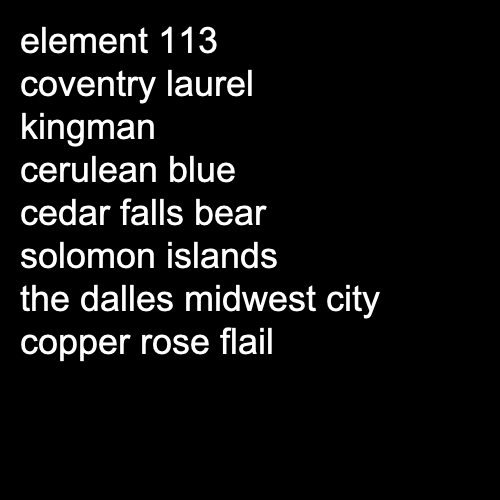 element 113
coventry laurel
kingman
cerulean blue
cedar falls bear
solomon islands
the dalles midwest city
copper rose flail